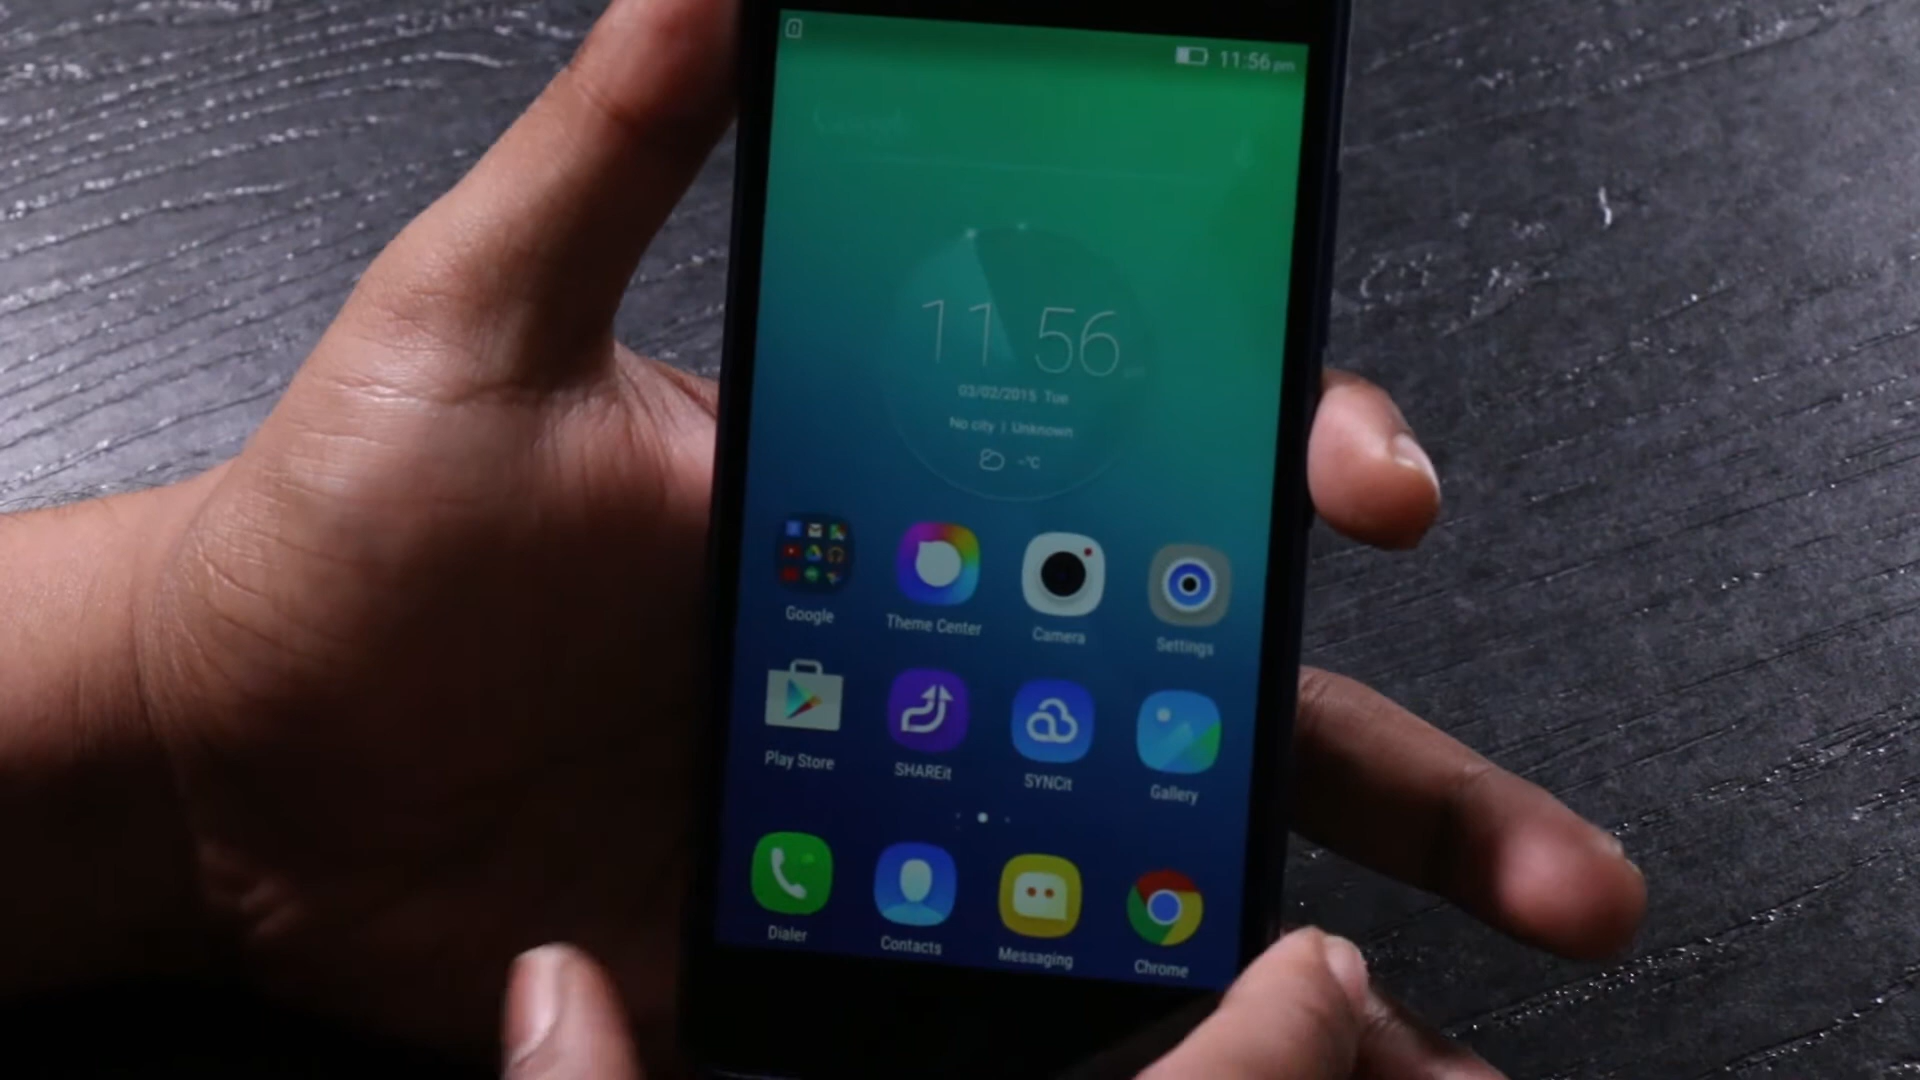 11:56 pm
11 56
03/02/2015 Tue
No city | Unknown
-°C
Google
Theme Center
Camera
Settings
Play Store
SHAREit
SYNCit
Gallery
Dialer
Contacts
Messaging
Chrome